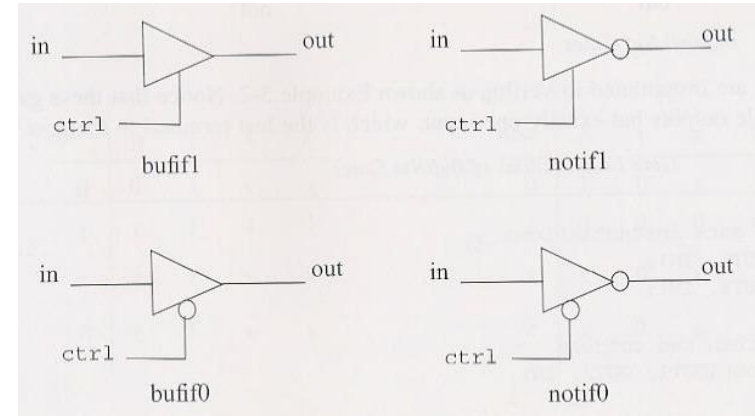 in out
ctrl
bufif1
in out
ctrl
notif1
in out
ctrl
bufif0
in out
ctrl
notif0